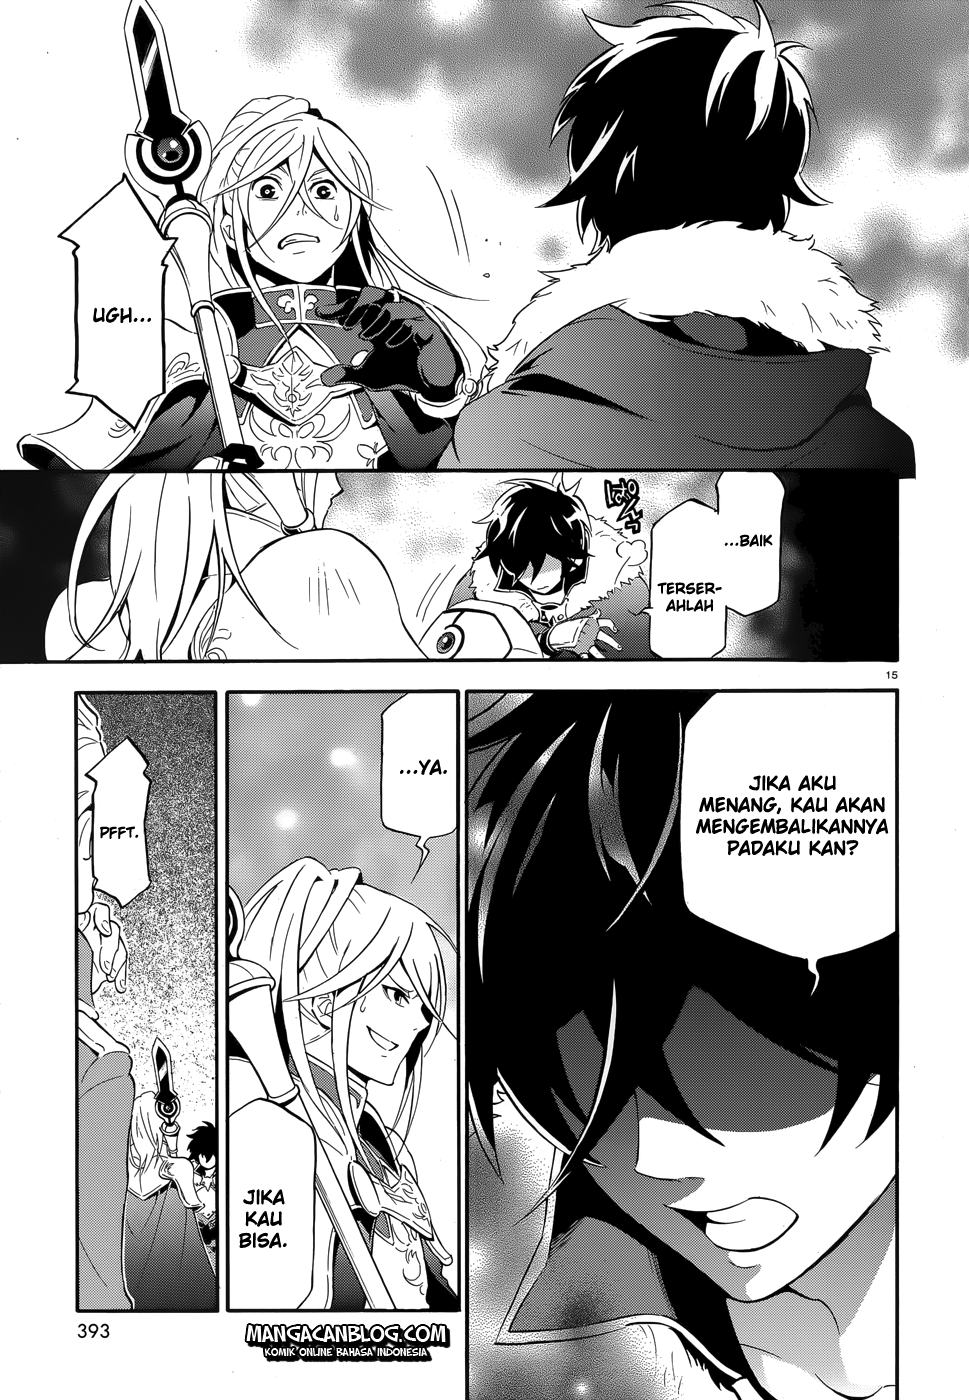 UGH...
...BAIK
TERSER-
AHLAH
15
JIKA AKU
MENANG, KAU AKAN
MENGEMBALIKANNYA
PADAKU KAN?
...YA.
JIKA
KAU
BISA.
PFFT.
393
MANGACANBLOG.COM
KOMIK ONLINE BAHASA INDONESIA